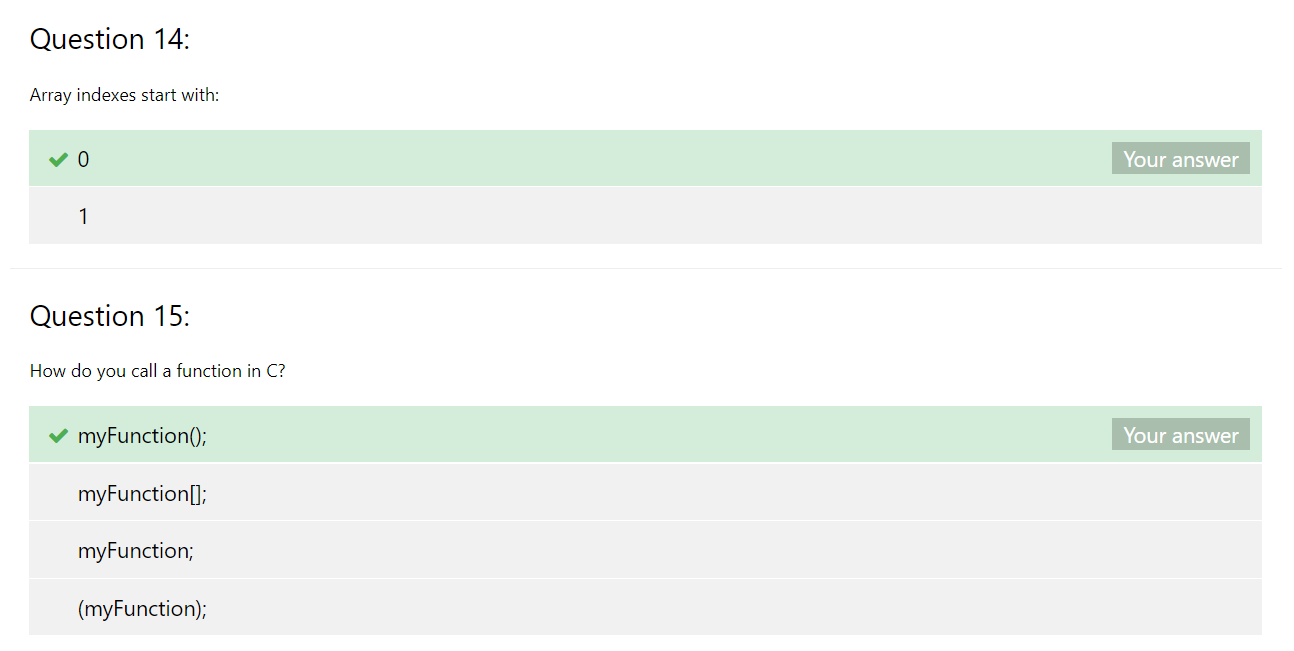 Question 14:
Array indexes start with:
0 Your answer
1
Question 15:
How do you call a function in C?
myFunction(); Your answer
myFunction[];
myFunction;
(myFunction);